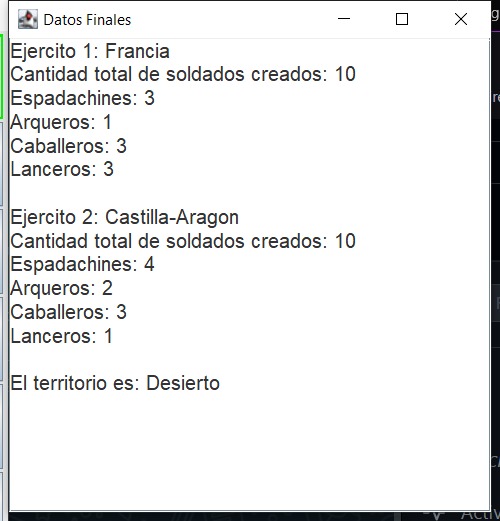 Datos Finales
Ejercito 1: Francia
Cantidad total de soldados creados: 10
Espadachines: 3
Arqueros: 1
Caballeros: 3
Lanceros: 3
Ejercito 2: Castilla-Aragon
Cantidad total de soldados creados: 10
Espadachines: 4
Arqueros: 2
Caballeros: 3
Lanceros: 1
El territorio es: Desierto